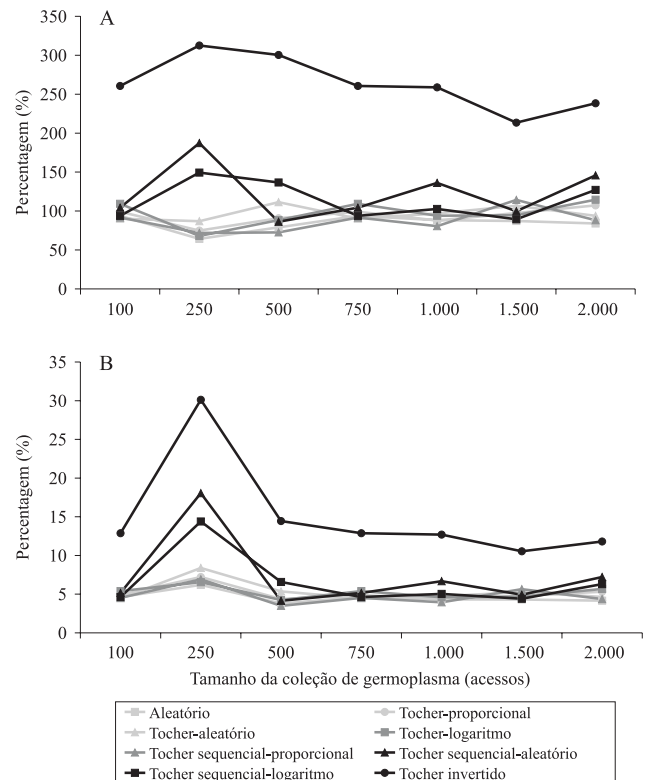 A
Percentagem (%)
400
350
300
250
200
150
100
50
0
100 250 500 750 1.000 1.500 2.000
B
Percentagem (%)
35
30
25
20
15
10
5
0
100 250 500 750 1.000 1.500 2.000
Tamanho da coleção de germoplasma (acessos)
Aleatório Tocher-proporcional
Tocher-aleatório Tocher-logaritmo
Tocher sequencial-proporcional Tocher sequencial-aleatório
Tocher sequencial-logaritmo Tocher invertido